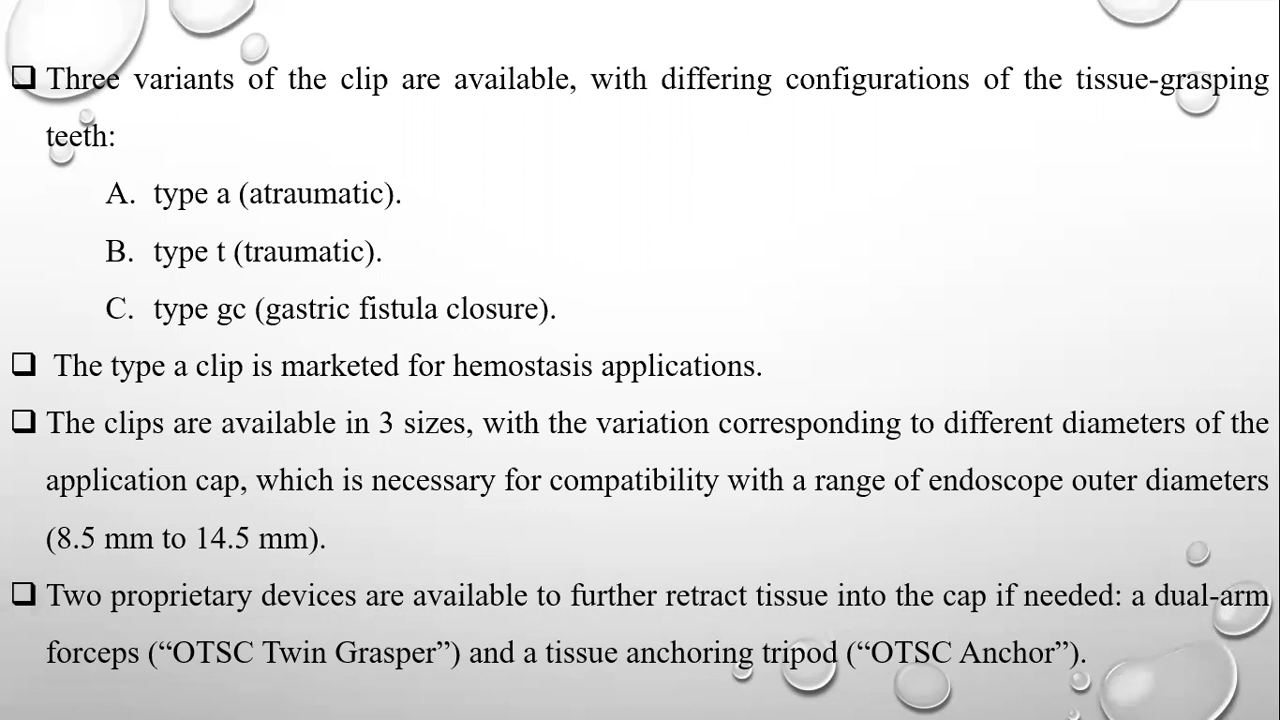 ❑ Three variants of the clip are available, with differing configurations of the tissue-grasping
teeth:
A. type a (atraumatic).
B. type t (traumatic).
C. type gc (gastric fistula closure).
❑ The type a clip is marketed for hemostasis applications.
❑ The clips are available in 3 sizes, with the variation corresponding to different diameters of the
application cap, which is necessary for compatibility with a range of endoscope outer diameters
(8.5 mm to 14.5 mm).
❑ Two proprietary devices are available to further retract tissue into the cap if needed: a dual-arm
forceps (“OTSC Twin Grasper”) and a tissue anchoring tripod (“OTSC Anchor”).